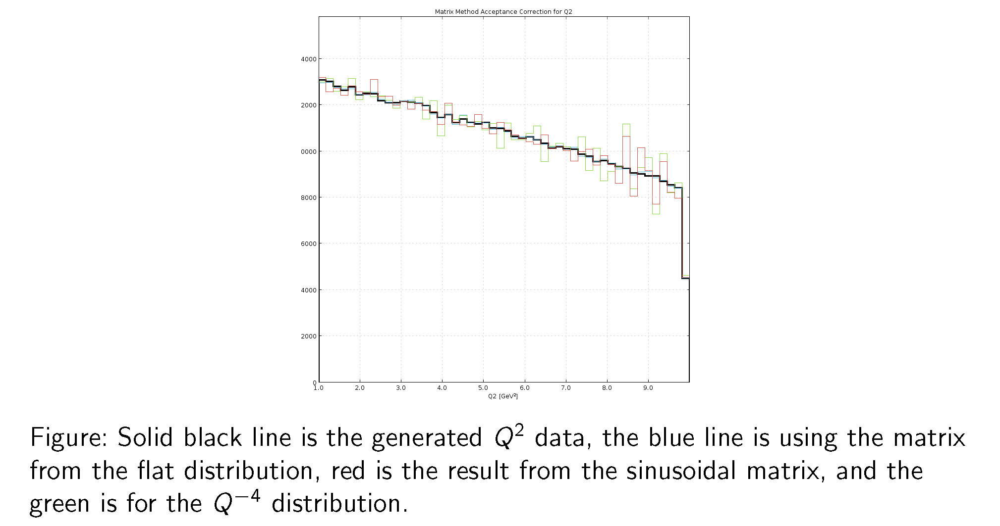 Matrix Method Acceptance Correction for Q2
4000
2000
0000
8000
6000
4000
2000
0
1.0 2.0 3.0 4.0 5.0 6.0 7.0 8.0 9.0
Q2 [GeV²]
Figure: Solid black line is the generated Q² data, the blue line is using the matrix
from the flat distribution, red is the result from the sinusoidal matrix, and the
green is for the Q⁻⁴ distribution.